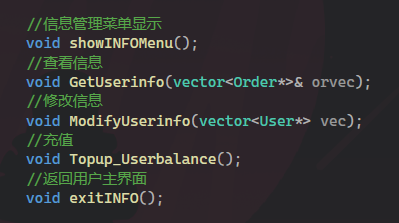 //信息管理菜单显示
void showINFOMenu();
//查看信息
void GetUserinfo(vector<Order*>& orvec);
//修改信息
void ModifyUserinfo(vector<User*> vec);
//充值
void Topup_Userbalance();
//返回用户主界面
void exitINFO();